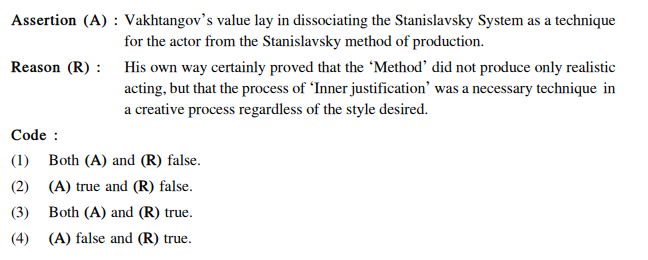 Assertion (A) : Vakhtangov’s value lay in dissociating the Stanislavsky System as a technique
for the actor from the Stanislavsky method of production.
Reason (R) : His own way certainly proved that the ‘Method’ did not produce only realistic
acting, but that the process of ‘Inner justification’ was a necessary technique in
a creative process regardless of the style desired.
Code :
(1) Both (A) and (R) false.
(2) (A) true and (R) false.
(3) Both (A) and (R) true.
(4) (A) false and (R) true.